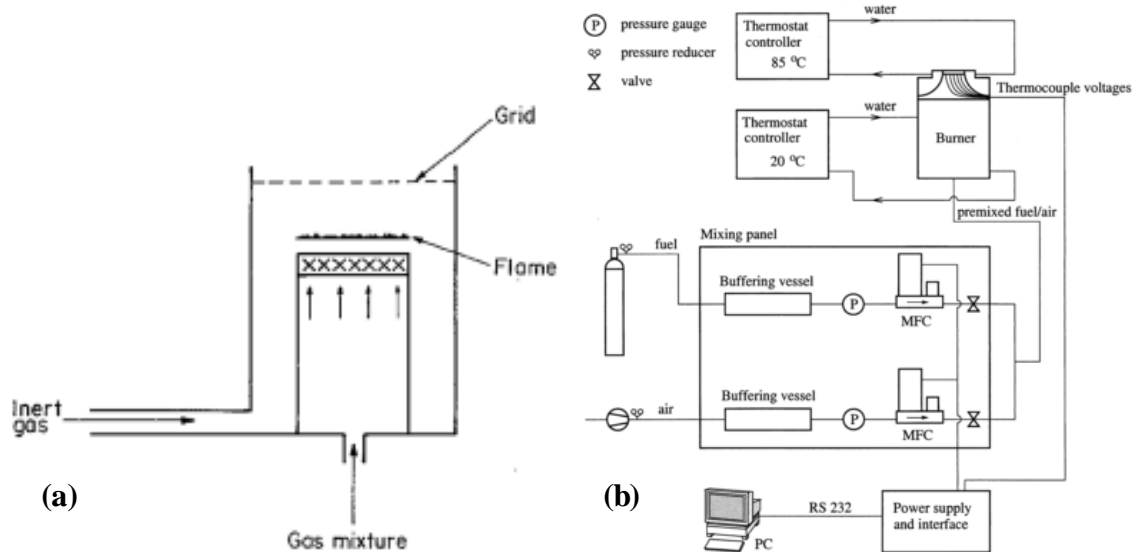 Grid
Flame
Inert
gas
Gas mixture
(a)
P pressure gauge
pressure reducer
valve
Thermostat
controller
85 °C
water
Thermocouple voltages
Thermostat
controller
20 °C
water
Burner
premixed fuel/air
Mixing panel
fuel
Buffering vessel
P
MFC
air
Buffering vessel
P
MFC
(b)
RS 232
PC
Power supply
and interface